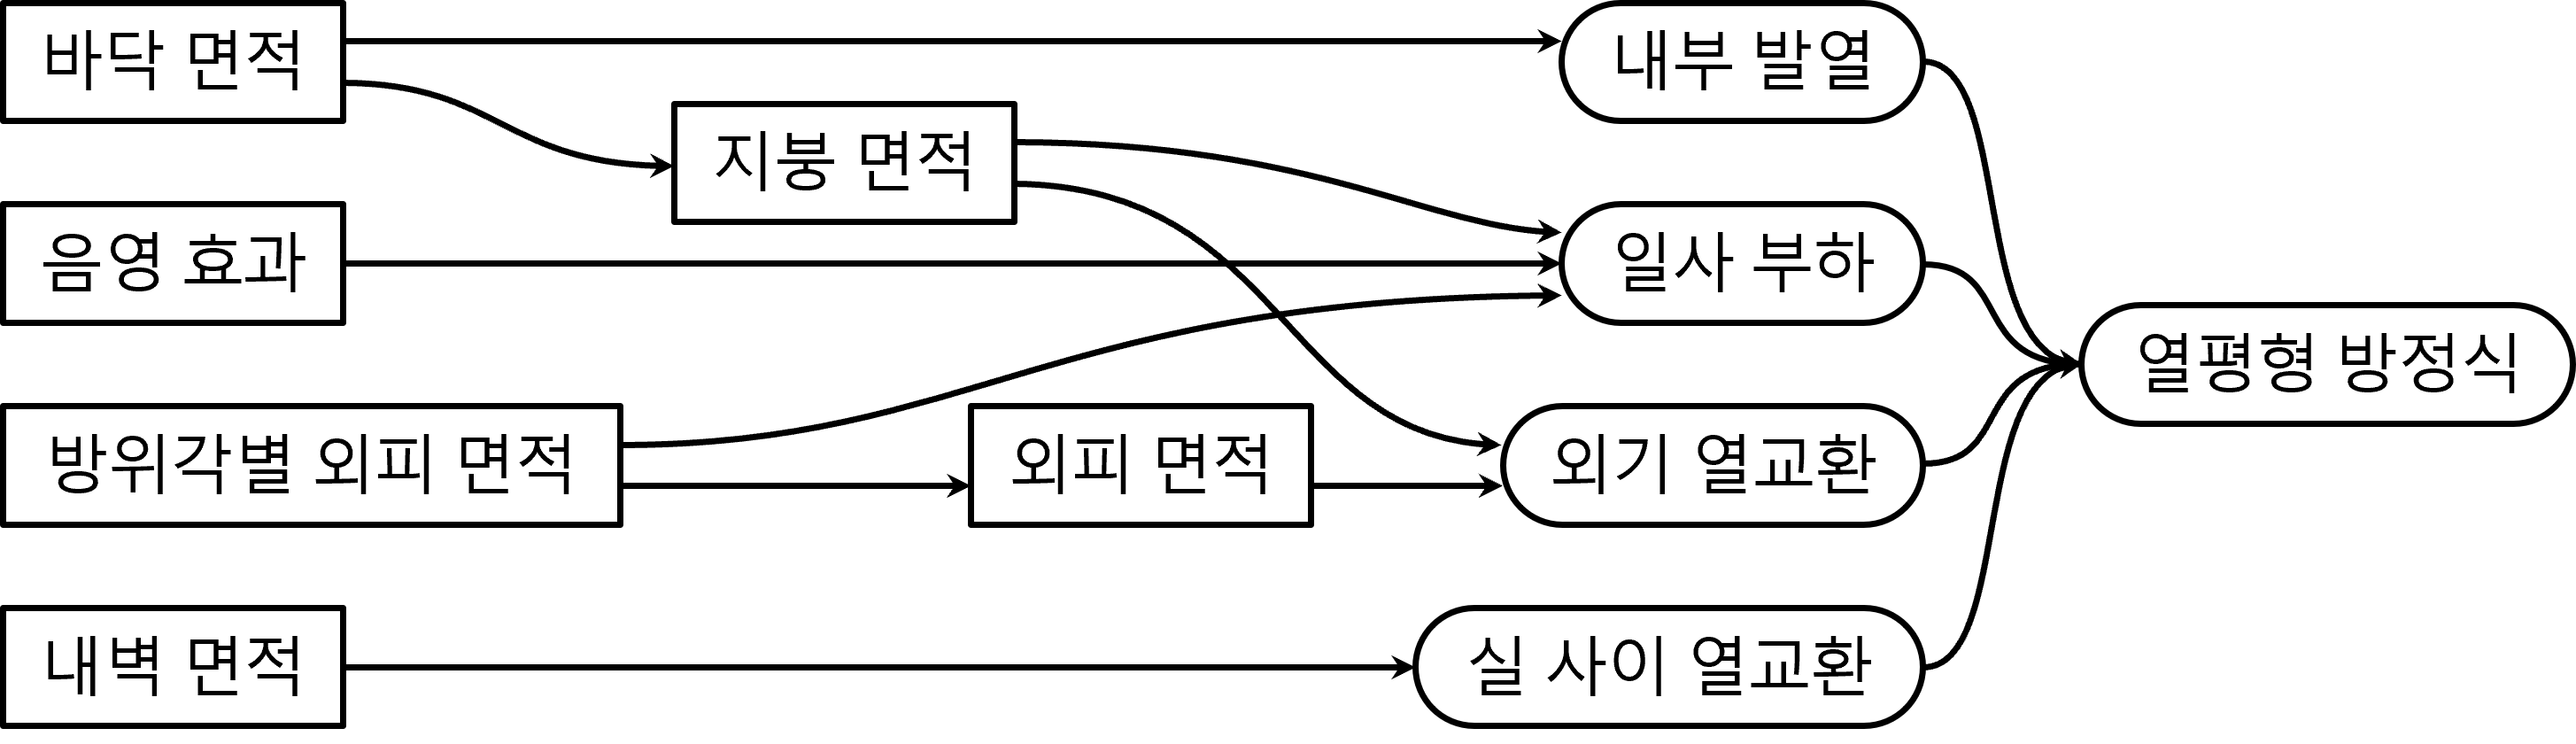 바닥 면적
내부 발열
지붕 면적
음영 효과
일사 부하
열평형 방정식
방위각별 외피 면적
외피 면적
외기 열교환
내벽 면적
실 사이 열교환